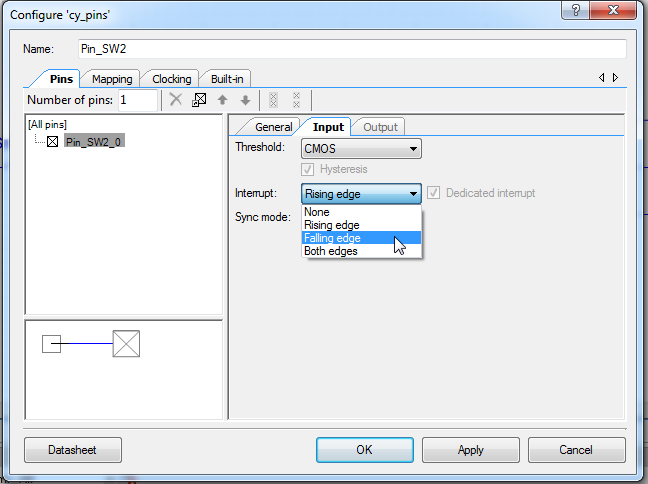 Configure 'cy_pins'
?
Name: Pin_SW2
Pins Mapping Clocking Built-in
Number of pins: 1
[All pins]
Pin_SW2_0
General Input Output
Threshold: CMOS
Hysteresis
Interrupt: Rising edge Dedicated interrupt
Sync mode:
None
Rising edge
Falling edge
Both edges
Datasheet OK Apply Cancel